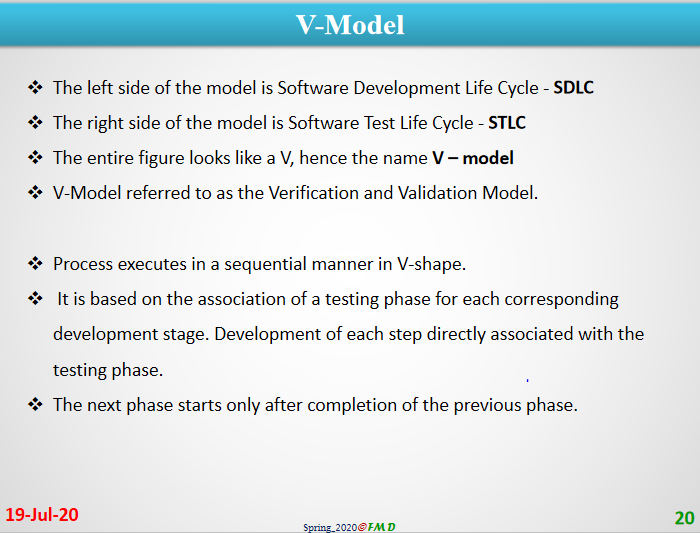 V-Model
❖ The left side of the model is Software Development Life Cycle - SDLC
❖ The right side of the model is Software Test Life Cycle - STLC
❖ The entire figure looks like a V, hence the name V – model
❖ V-Model referred to as the Verification and Validation Model.
❖ Process executes in a sequential manner in V-shape.
❖ It is based on the association of a testing phase for each corresponding
development stage. Development of each step directly associated with the
testing phase.
❖ The next phase starts only after completion of the previous phase.
19-Jul-20
Spring_2020@FMD
20